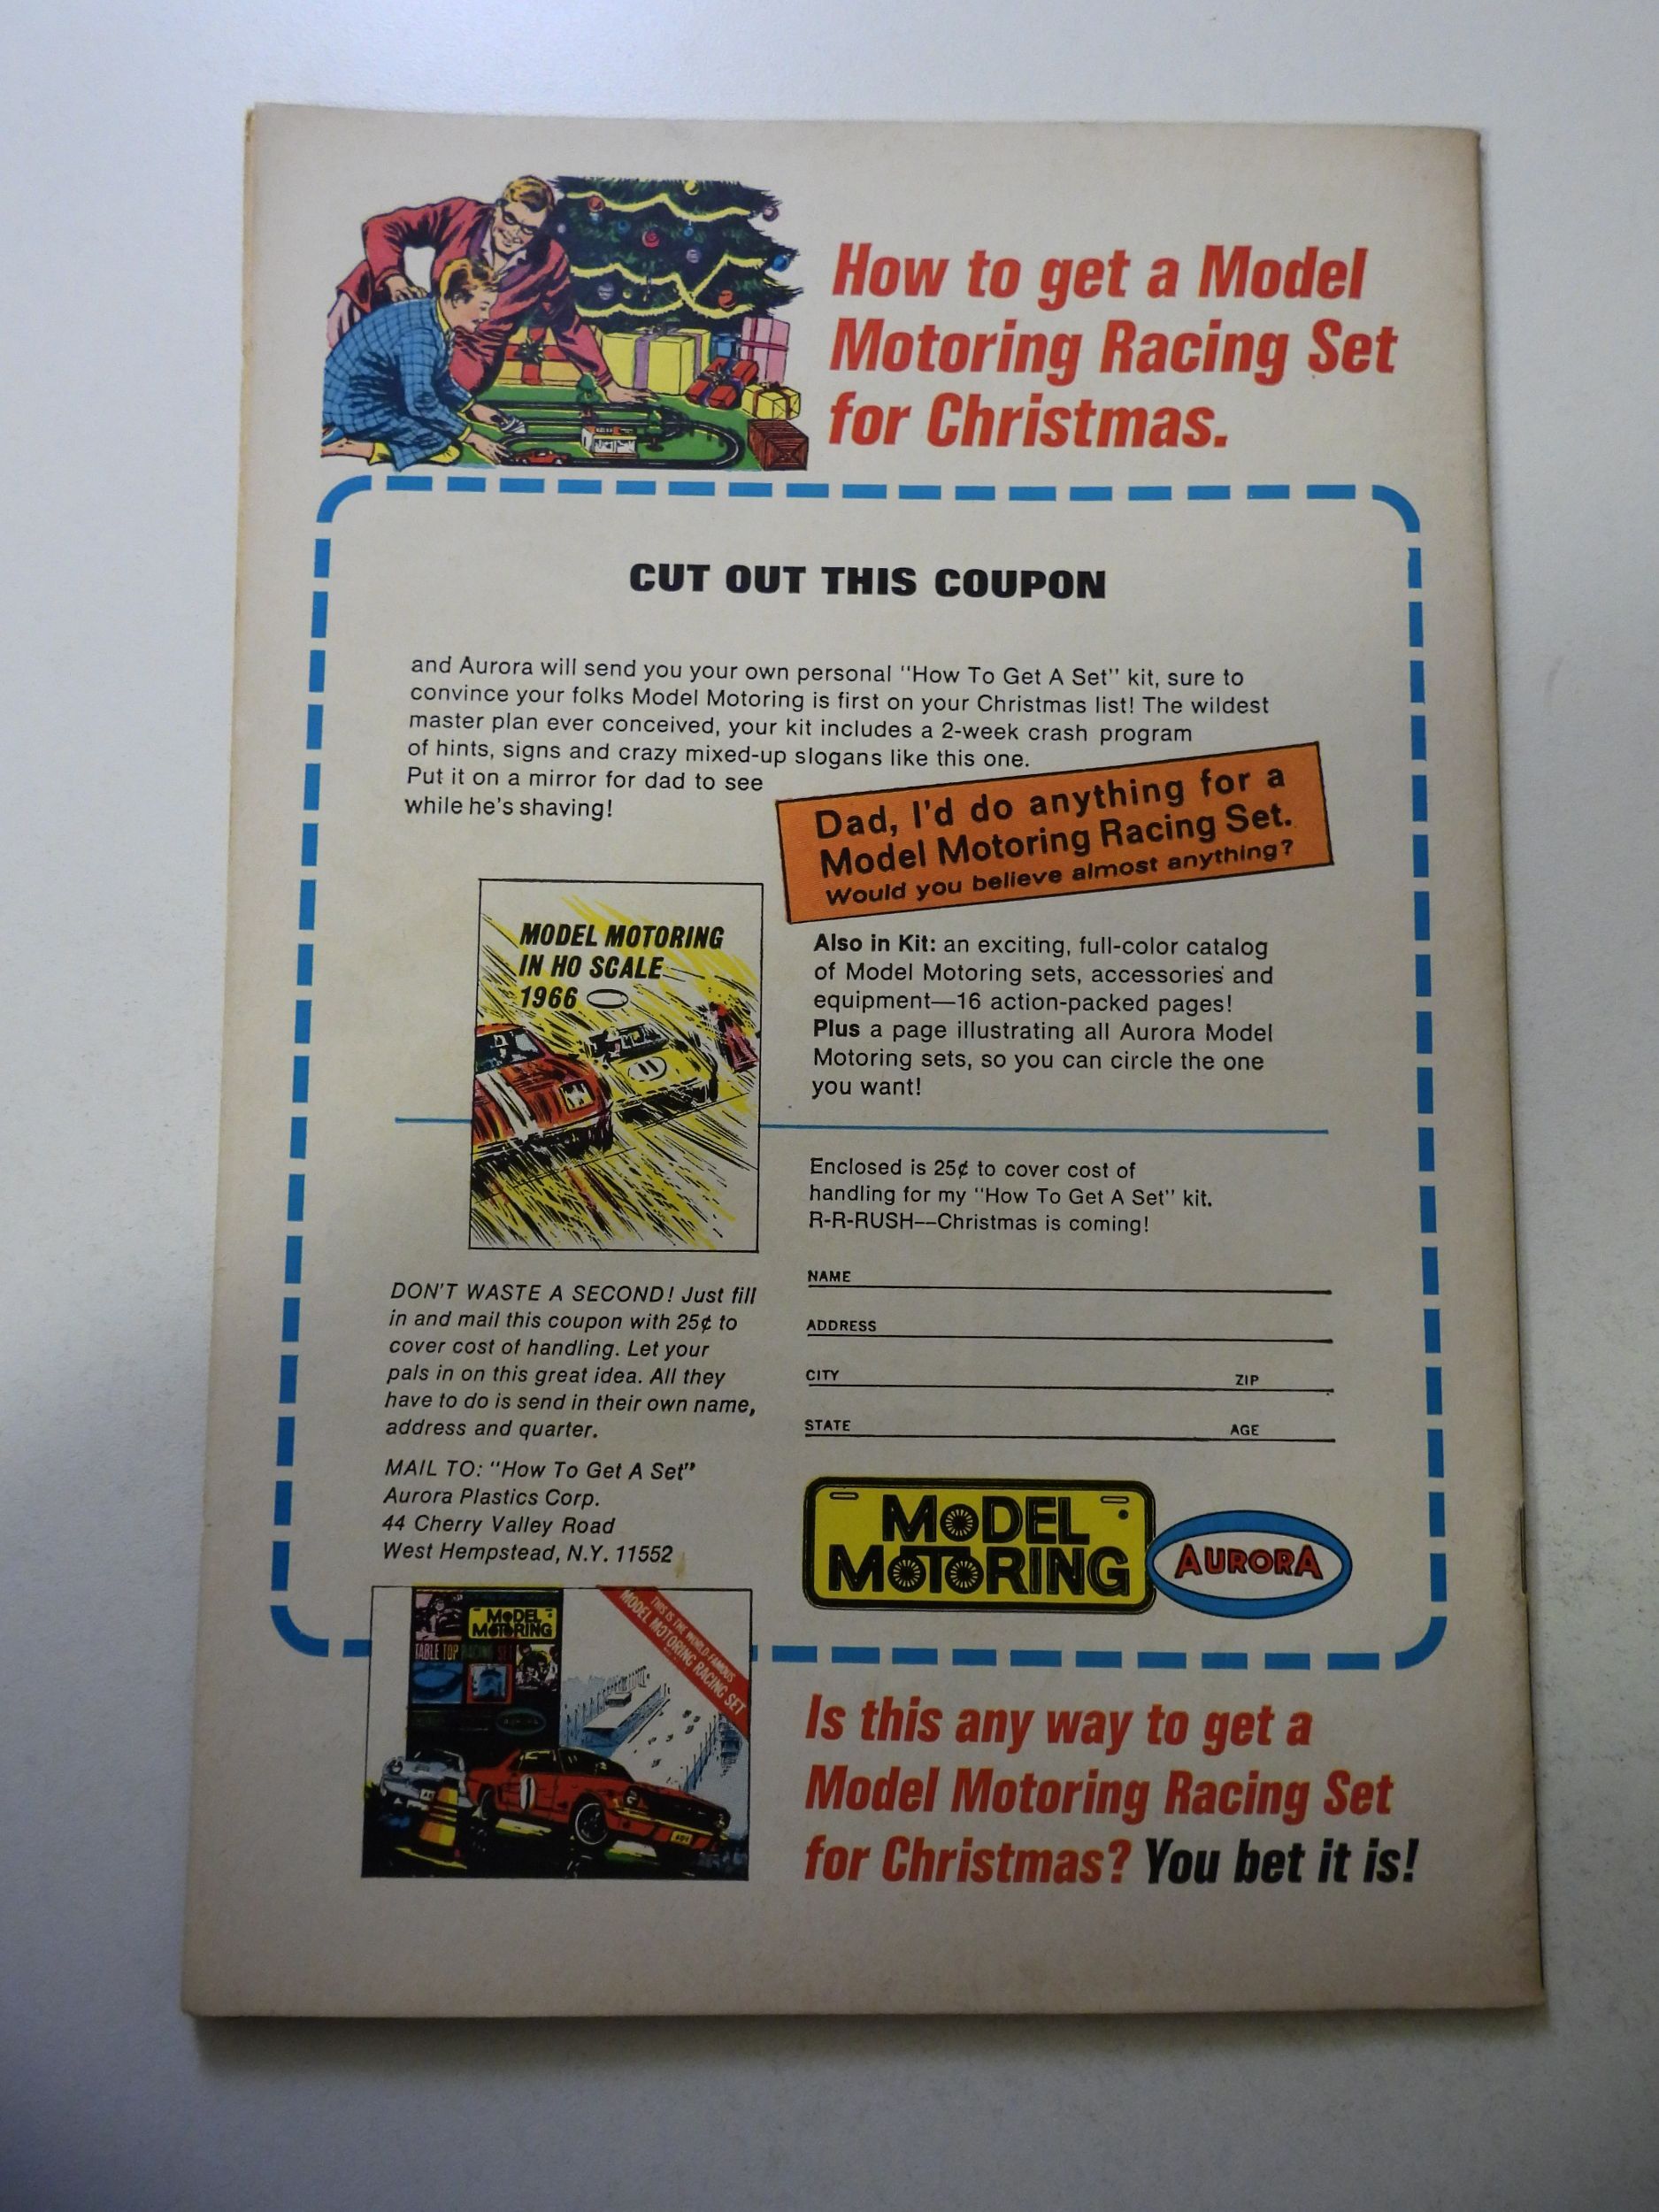 How to get a Model
Motoring Racing Set
for Christmas.
CUT OUT THIS COUPON
and Aurora will send you your own personal "How To Get A Set" kit, sure to
convince your folks Model Motoring is first on your Christmas list! The wildest
master plan ever conceived, your kit includes a 2-week crash program
of hints, signs and crazy mixed-up slogans like this one.
Put it on a mirror for dad to see
while he's shaving!
Dad, I'd do anything for a
Model Motoring Racing Set.
Would you believe almost anything?
MODEL MOTORING
IN HO SCALE
1966
11
Also in Kit: an exciting, full-color catalog
of Model Motoring sets, accessories and
equipment—16 action-packed pages!
Plus a page illustrating all Aurora Model
Motoring sets, so you can circle the one
you want!
Enclosed is 25¢ to cover cost of
handling for my "How To Get A Set" kit.
R-R-RUSH—Christmas is coming!
NAME
ADDRESS
CITY ZIP
STATE AGE
DON'T WASTE A SECOND! Just fill
in and mail this coupon with 25¢ to
cover cost of handling. Let your
pals in on this great idea. All they
have to do is send in their own name,
address and quarter.
MAIL TO: "How To Get A Set"
Aurora Plastics Corp.
44 Cherry Valley Road
West Hempstead, N.Y. 11552
MODEL
MOTORING
AURORA
MODEL
MOTORING
TABLE TOP RACING SET
THIS IS THE WORLD-FAMOUS
MODEL MOTORING RACING SET
1
Is this any way to get a
Model Motoring Racing Set
for Christmas? You bet it is!